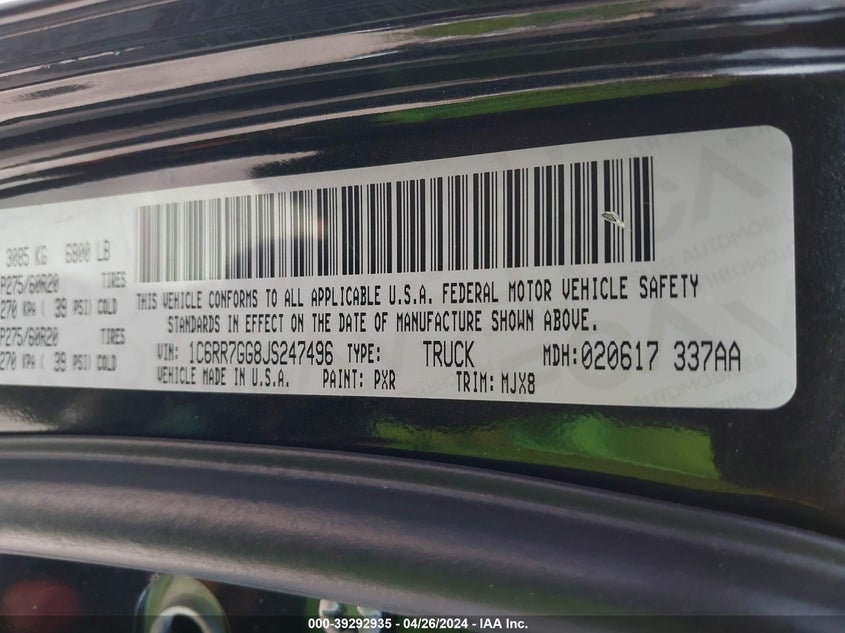 3085 KG 6800 LB
P275/60R20 TIRES
270 KPA ( 39 PSI) COLD
P275/60R20 TIRES
270 KPA ( 39 PSI) COLD
THIS VEHICLE CONFORMS TO ALL APPLICABLE U.S.A. FEDERAL MOTOR VEHICLE SAFETY
STANDARDS IN EFFECT ON THE DATE OF MANUFACTURE SHOWN ABOVE.
VIN: 1C6RR7GG8JS247496 TYPE: TRUCK MDH: 020617 337AA
VEHICLE MADE IN U.S.A. PAINT: PXR TRIM: MJX8
000-39292935 - 04/26/2024 - IAA Inc.